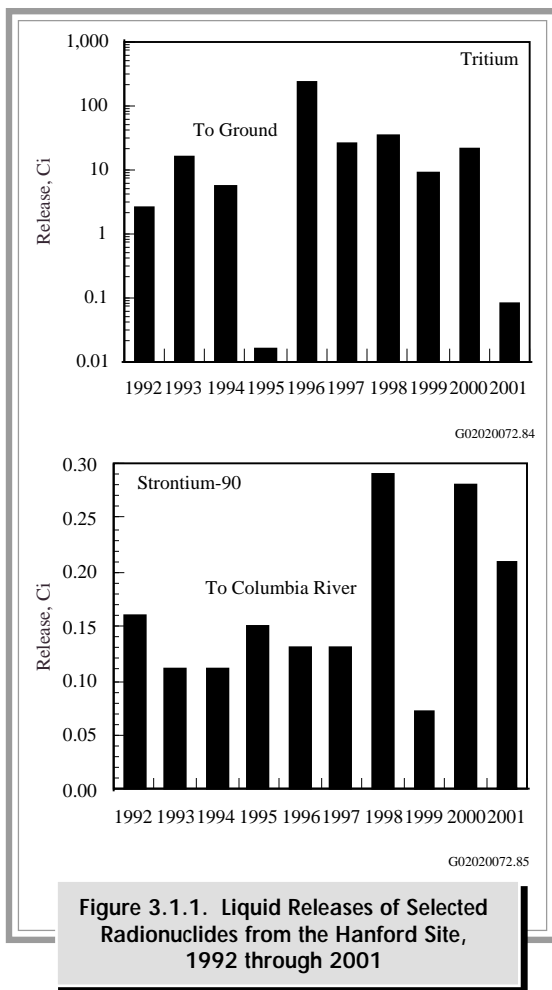 1,000
100
10
1
0.1
0.01
Release, Ci
Tritium
To Ground
1992 1993 1994 1995 1996 1997 1998 1999 2000 2001
G02020072.84
0.30
0.25
0.20
0.15
0.10
0.05
0.00
Release, Ci
Strontium-90
To Columbia River
1992 1993 1994 1995 1996 1997 1998 1999 2000 2001
G02020072.85
Figure 3.1.1. Liquid Releases of Selected
Radionuclides from the Hanford Site,
1992 through 2001